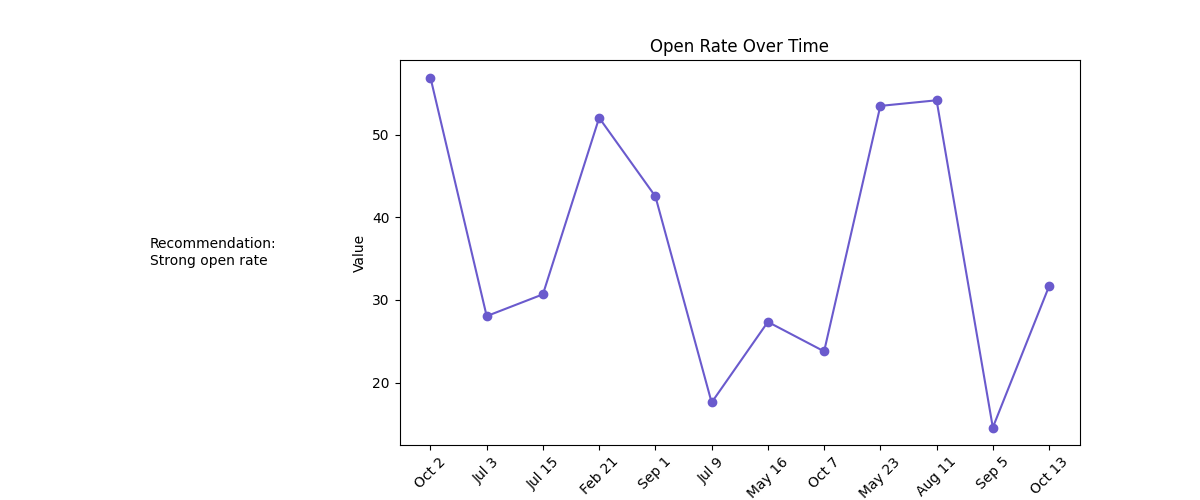 Open Rate Over Time
Recommendation:
Strong open rate
Value
50
40
30
20
Oct 2
Jul 3
Jul 15
Feb 21
Sep 1
Jul 9
May 16
Oct 7
May 23
Aug 11
Sep 5
Oct 13